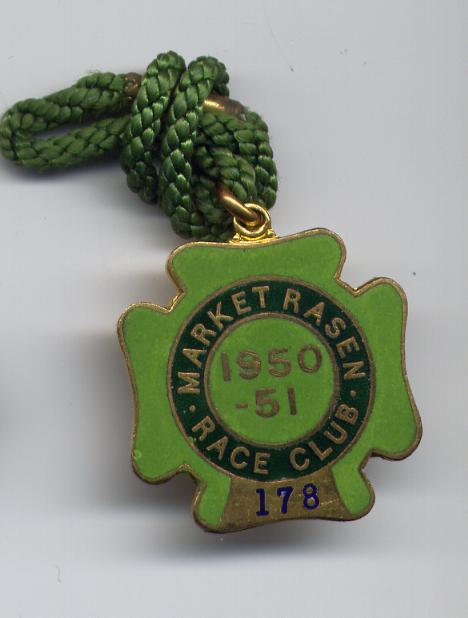 MARKET RASEN
1950
-51
· RACE CLUB ·
178